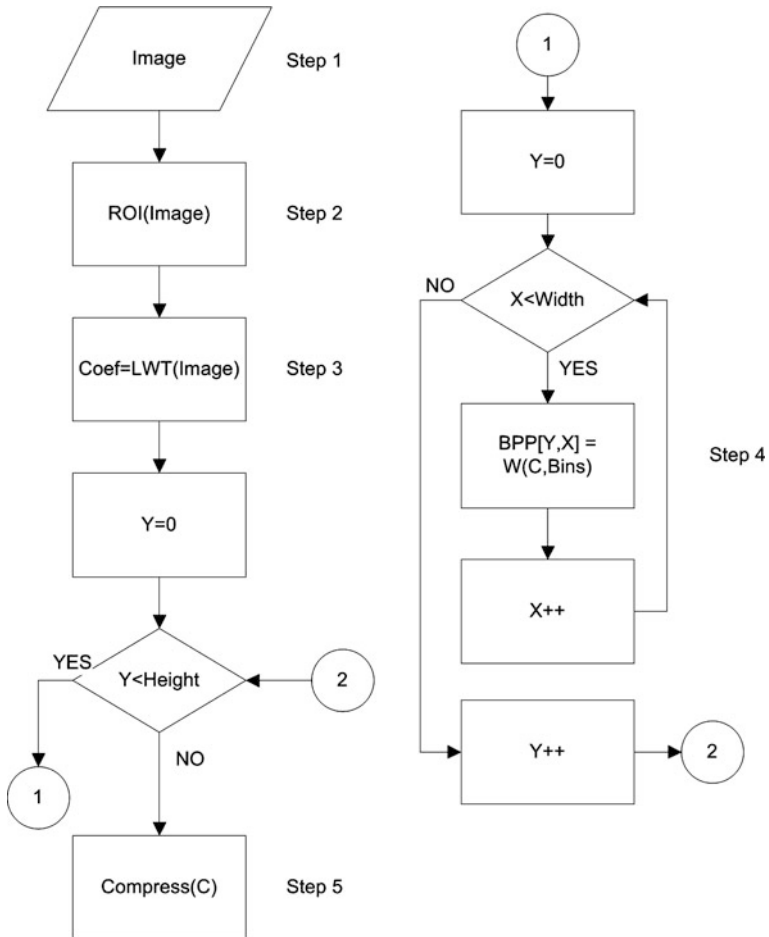 Image
Step 1
ROI(Image)
Step 2
Coef=LWT(Image)
Step 3
Y=0
YES
Y<Height
2
NO
1
Compress(C)
Step 5
1
Y=0
NO
X<Width
YES
BPP[Y,X] =
W(C,Bins)
Step 4
X++
Y++
2